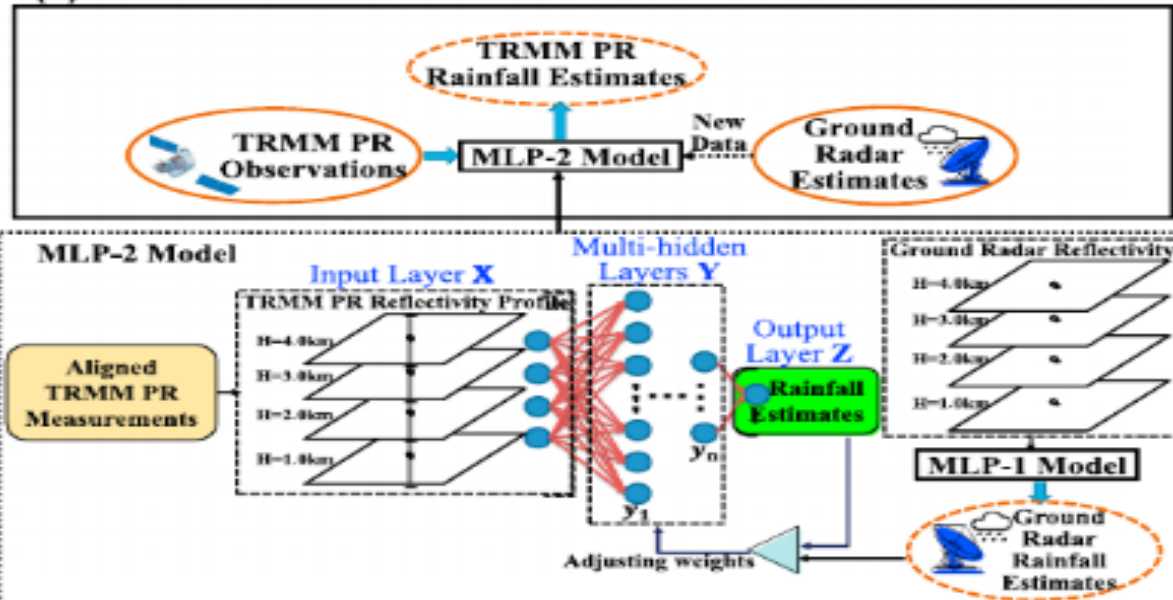 TRMM PR
Rainfall Estimates
TRMM PR
Observations
MLP-2 Model
New
Data
Ground
Radar
Estimates
MLP-2 Model
Input Layer X
Multi-hidden
Layers Y
Ground Radar Reflectivity
TRMM PR Reflectivity Profile
H=4.0km
H=3.0km
H=2.0km
H=1.0km
Aligned
TRMM PR
Measurements
Output
Layer Z
Rainfall
Estimates
y1
yn
H=4.0km
H=3.0km
H=2.0km
H=1.0km
MLP-1 Model
Adjusting weights
Ground
Radar
Rainfall
Estimates